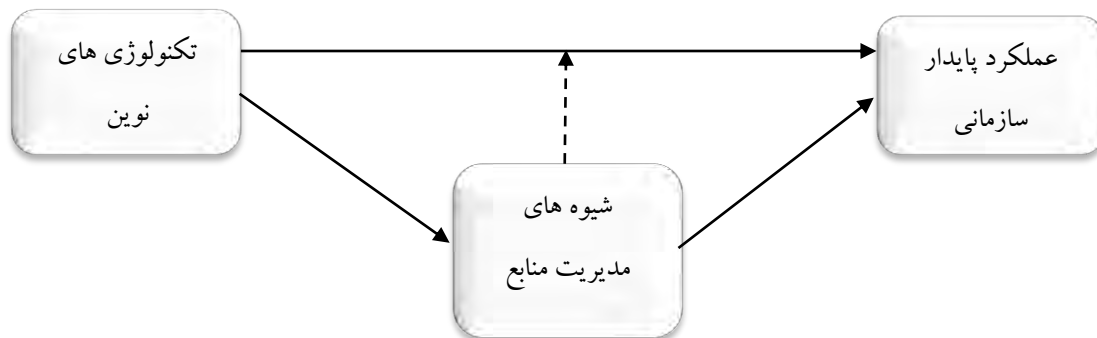 تکنولوژی های
نوین
عملکرد پایدار
سازمانی
شیوه های
مدیریت منابع